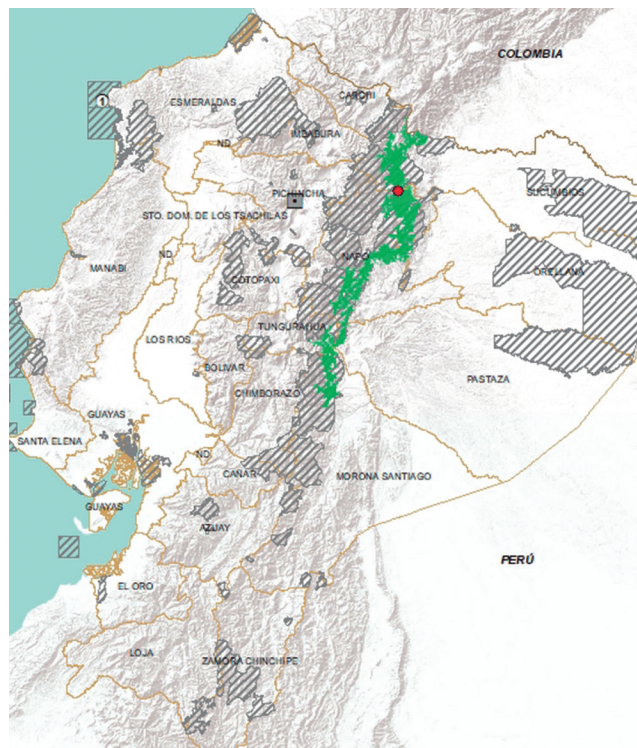 COLOMBIA
CARCHI
1
ESMERALDAS
IMBABURA
ND
SUCUMBIOS
PICHINCHA
STO. DOM. DE LOS TSACHILAS
NAPO
MANABI
ND
COTOPAXI
ORELLANA
TUNGURAHUA
LOS RIOS
BOLIVAR
PASTAZA
CHIMBORAZO
GUAYAS
SANTA ELENA
ND
CAÑAR
MORONA SANTIAGO
GUAYAS
AZUAY
PERÚ
EL ORO
LOJA
ZAMORA CHINCHIPE